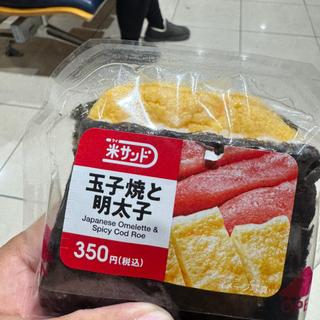 米サンド
玉子焼と
明太子
Japanese Omelette &
Spicy Cod Roe
350円(税込)